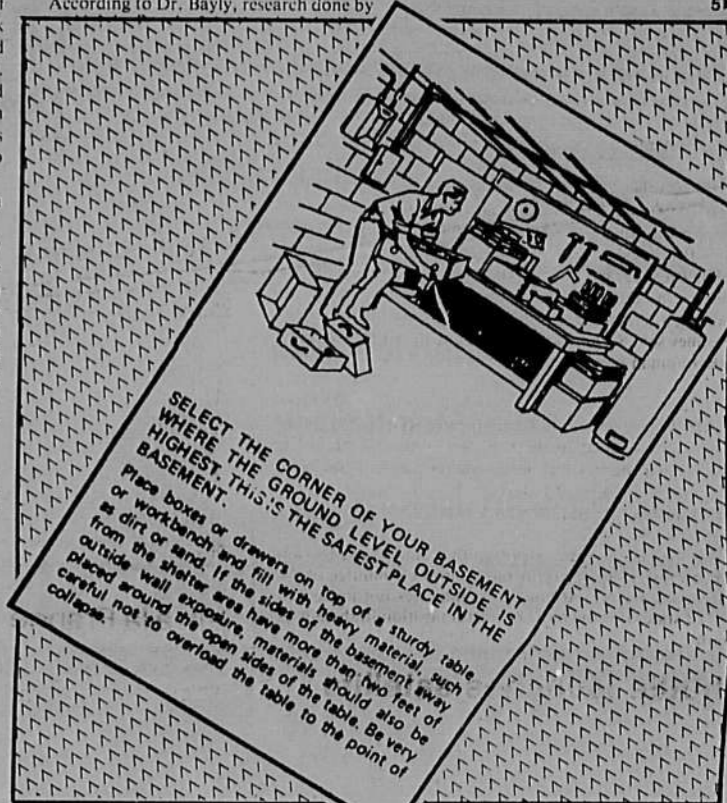 According to Dr. Bayly, research done by
SELECT THE CORNER OF YOUR BASEMENT
WHERE THE GROUND LEVEL OUTSIDE IS
HIGHEST. THIS IS THE SAFEST PLACE IN THE
BASEMENT.
Place boxes or drawers on top of a sturdy table
or workbench and fill with heavy material, such
as dirt or sand. If the sides of the basement away
from the shelter area have more than two feet of
outside wall exposure, materials should also be
placed around the open sides of the table. Be very
careful not to overload the table to the point of
collapse.